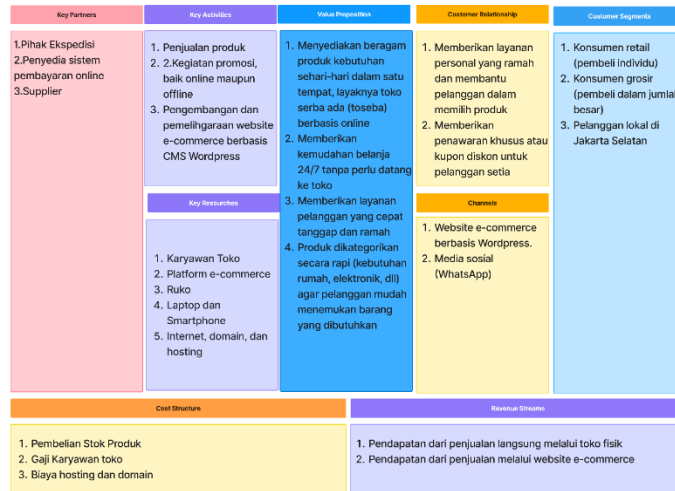 Key Partners
1.Pihak Ekspedisi
2.Penyedia sistem
pembayaran online
3.Supplier
Key Activities
1. Penjualan produk
2. 2.Kegiatan promosi,
baik online maupun
offline
3. Pengembangan dan
pemeliharaan website
e-commerce berbasis
CMS Wordpress
Key Resourches
1. Karyawan Toko
2. Platform e-commerce
3. Ruko
4. Laptop dan
Smartphone
5. Internet, domain, dan
hosting
Value Proposition
1. Menyediakan beragam
produk kebutuhan
sehari-hari dalam satu
tempat, layaknya toko
serba ada (toseba)
berbasis online
2. Memberikan
kemudahan belanja
24/7 tanpa perlu datang
ke toko
3. Memberikan layanan
pelanggan yang cepat
tanggap dan ramah
4. Produk dikategorikan
secara rapi (kebutuhan
rumah, elektronik, dll)
agar pelanggan mudah
menemukan barang
yang dibutuhkan
Customer Relationship
1. Memberikan layanan
personal yang ramah
dan membantu
pelanggan dalam
memilih produk
2. Memberikan
penawaran khusus atau
kupon diskon untuk
pelanggan setia
Channels
1. Website e-commerce
berbasis Wordpress.
2. Media sosial
(WhatsApp)
Customer Segments
1. Konsumen retail
(pembeli individu)
2. Konsumen grosir
(pembeli dalam jumlah
besar)
3. Pelanggan lokal di
Jakarta Selatan
Cost Structure
1. Pembelian Stok Produk
2. Gaji Karyawan toko
3. Biaya hosting dan domain
Revenue Streams
1. Pendapatan dari penjualan langsung melalui toko fisik
2. Pendapatan dari penjualan melalui website e-commerce